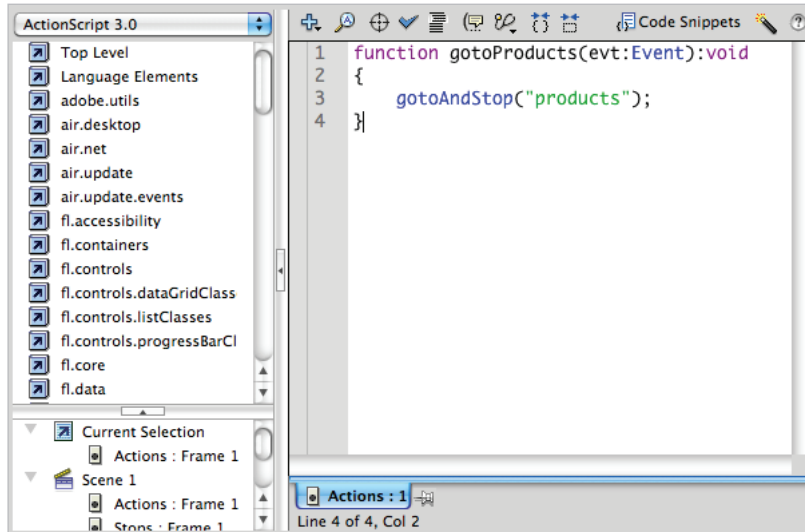 ActionScript 3.0
Top Level
Language Elements
adobe.utils
air.desktop
air.net
air.update
air.update.events
fl.accessibility
fl.containers
fl.controls
fl.controls.dataGridClass
fl.controls.listClasses
fl.controls.progressBarCl
fl.core
fl.data
Current Selection
Actions : Frame 1
Scene 1
Actions : Frame 1
Stops : Frame 1
Code Snippets
1 function gotoProducts(evt:Event):void
2 {
3 gotoAndStop("products");
4 }
Actions : 1
Line 4 of 4, Col 2